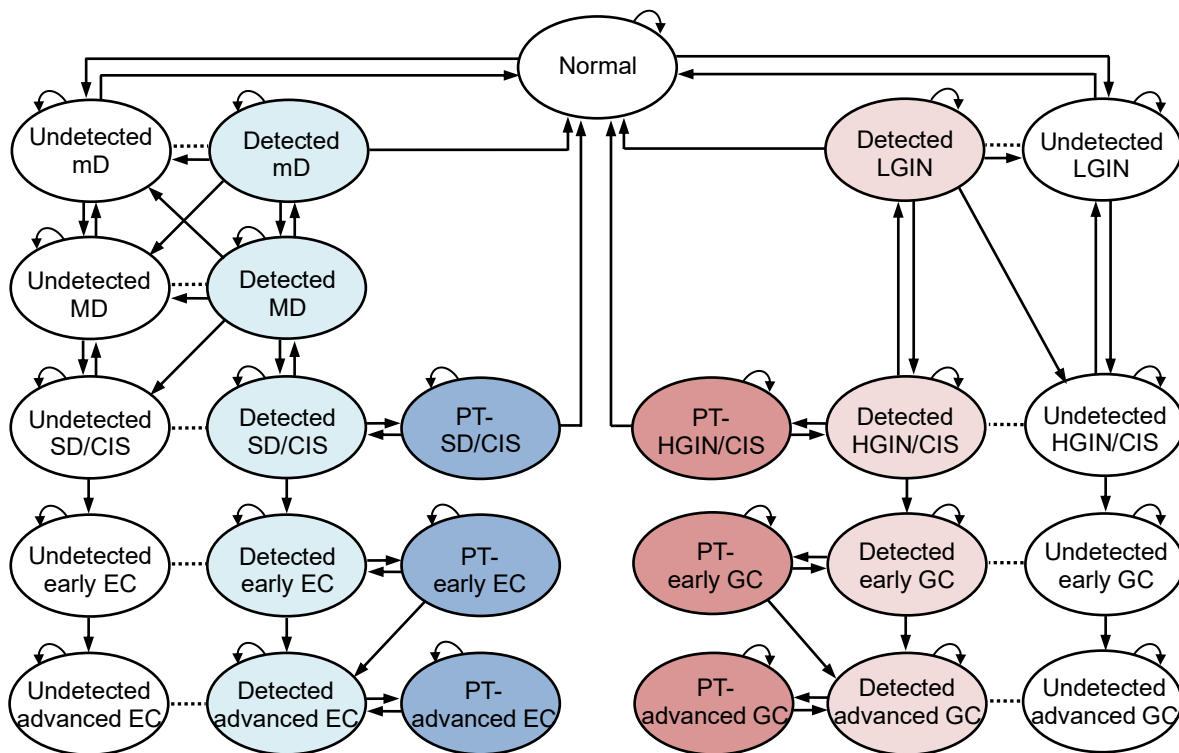 Normal
Undetected
mD
Detected
mD
Detected
LGIN
Undetected
LGIN
Undetected
MD
Detected
MD
Undetected
SD/CIS
Detected
SD/CIS
PT-
SD/CIS
PT-
HGIN/CIS
Detected
HGIN/CIS
Undetected
HGIN/CIS
Undetected
early EC
Detected
early EC
PT-
early EC
PT-
early GC
Detected
early GC
Undetected
early GC
Undetected
advanced EC
Detected
advanced EC
PT-
advanced EC
PT-
advanced GC
Detected
advanced GC
Undetected
advanced GC